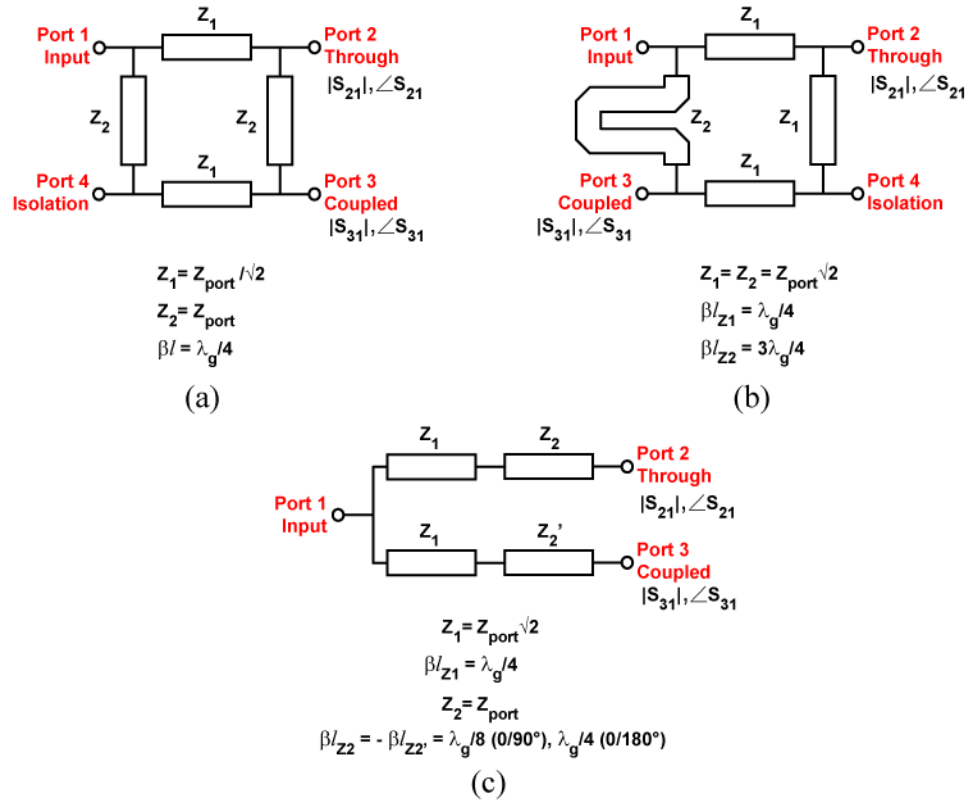 Port 1
Input
Z1
Port 2
Through
|S21|,∠S21
Z2
Z2
Port 4
Isolation
Z1
Port 3
Coupled
|S31|,∠S31
Z1= Zport/√2
Z2= Zport
βl = λg/4
(a)
Port 1
Input
Z1
Port 2
Through
|S21|,∠S21
Z2
Z1
Port 3
Coupled
|S31|,∠S31
Z1
Port 4
Isolation
Z1= Z2 = Zport√2
βlZ1 = λg/4
βlZ2 = 3λg/4
(b)
Port 1
Input
Z1
Z2
Port 2
Through
|S21|,∠S21
Z1
Z2'
Port 3
Coupled
|S31|,∠S31
Z1= Zport√2
βlZ1 = λg/4
Z2= Zport
βlZ2 = - βlZ2' = λg/8 (0/90°), λg/4 (0/180°)
(c)